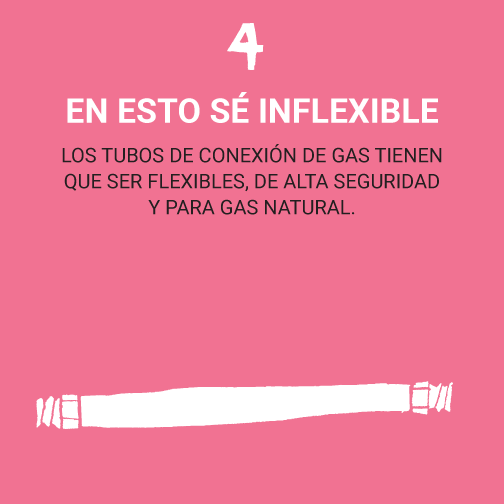 4
EN ESTO SÉ INFLEXIBLE
LOS TUBOS DE CONEXIÓN DE GAS TIENEN
QUE SER FLEXIBLES, DE ALTA SEGURIDAD
Y PARA GAS NATURAL.